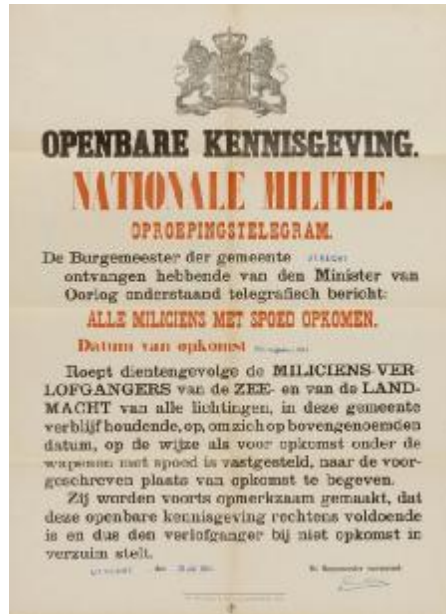 OPENBARE KENNISGEVING.
NATIONALE MILITIE.
OPROEPINGSTELEGRAM.
De Burgemeester der gemeente
ontvangen hebbende van den Minister van
Oorlog onderstaand telegrafisch bericht:
ALLE MILICIENS MET SPOED OPKOMEN.
Datum van opkomst
Roept dientengevolge de MILICIENS-VER-
LOFGANGERS van de ZEE- en van de LAND-
MACHT van alle lichtingen, in deze gemeente
verblijf houdende, op, om zich op bovengenoemden
datum, op de wijze als voor opkomst onder de
wapenen met spoed is vastgesteld, naar de voor-
geschreven plaats van opkomst te begeven.
Zij worden voorts opmerkzaam gemaakt, dat
deze openbare kennisgeving rechtens voldoende
is en dus den verlofganger bij niet opkomst in
verzuim stelt.
De Burgemeester voornoemd,